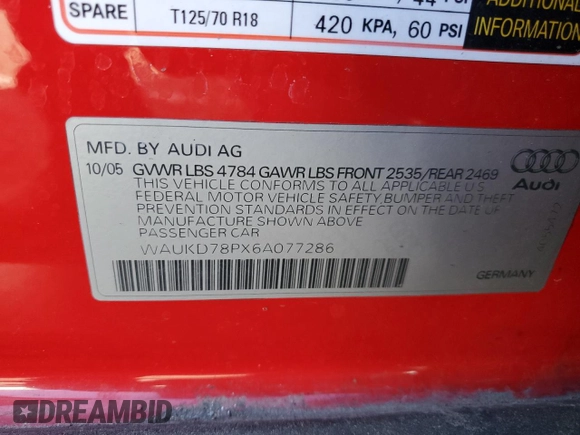 SPARE T125/70 R18 420 KPA, 60 PSI
ADDITIONAL
INFORMATION
MFD. BY AUDI AG
10/05 GVWR LBS 4784 GAWR LBS FRONT 2535/REAR 2469
THIS VEHICLE CONFORMS TO ALL APPLICABLE U.S
FEDERAL MOTOR VEHICLE SAFETY, BUMPER AND THEFT
PREVENTION STANDARDS IN EFFECT ON THE DATE OF
MANUFACTURE SHOWN ABOVE
PASSENGER CAR
WAUKD78PX6A077286
Audi
DREAMBID